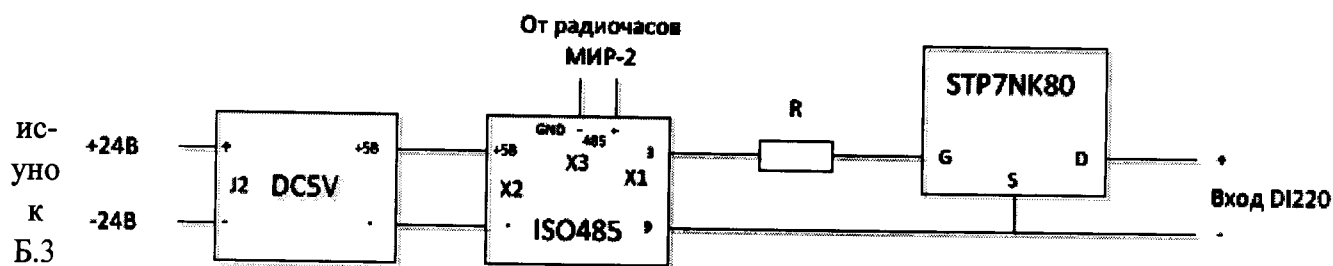 От радиочасов
МИР-2
ис-
уно
к
Б.3
+24В
-24В
+
J2
-
DC5V
+5В
-
+5В
X2
-
GND - 485 +
X3
3
X1
9
ISO485
R
STP7NK80
G
S
D
+
Вход DI220
-